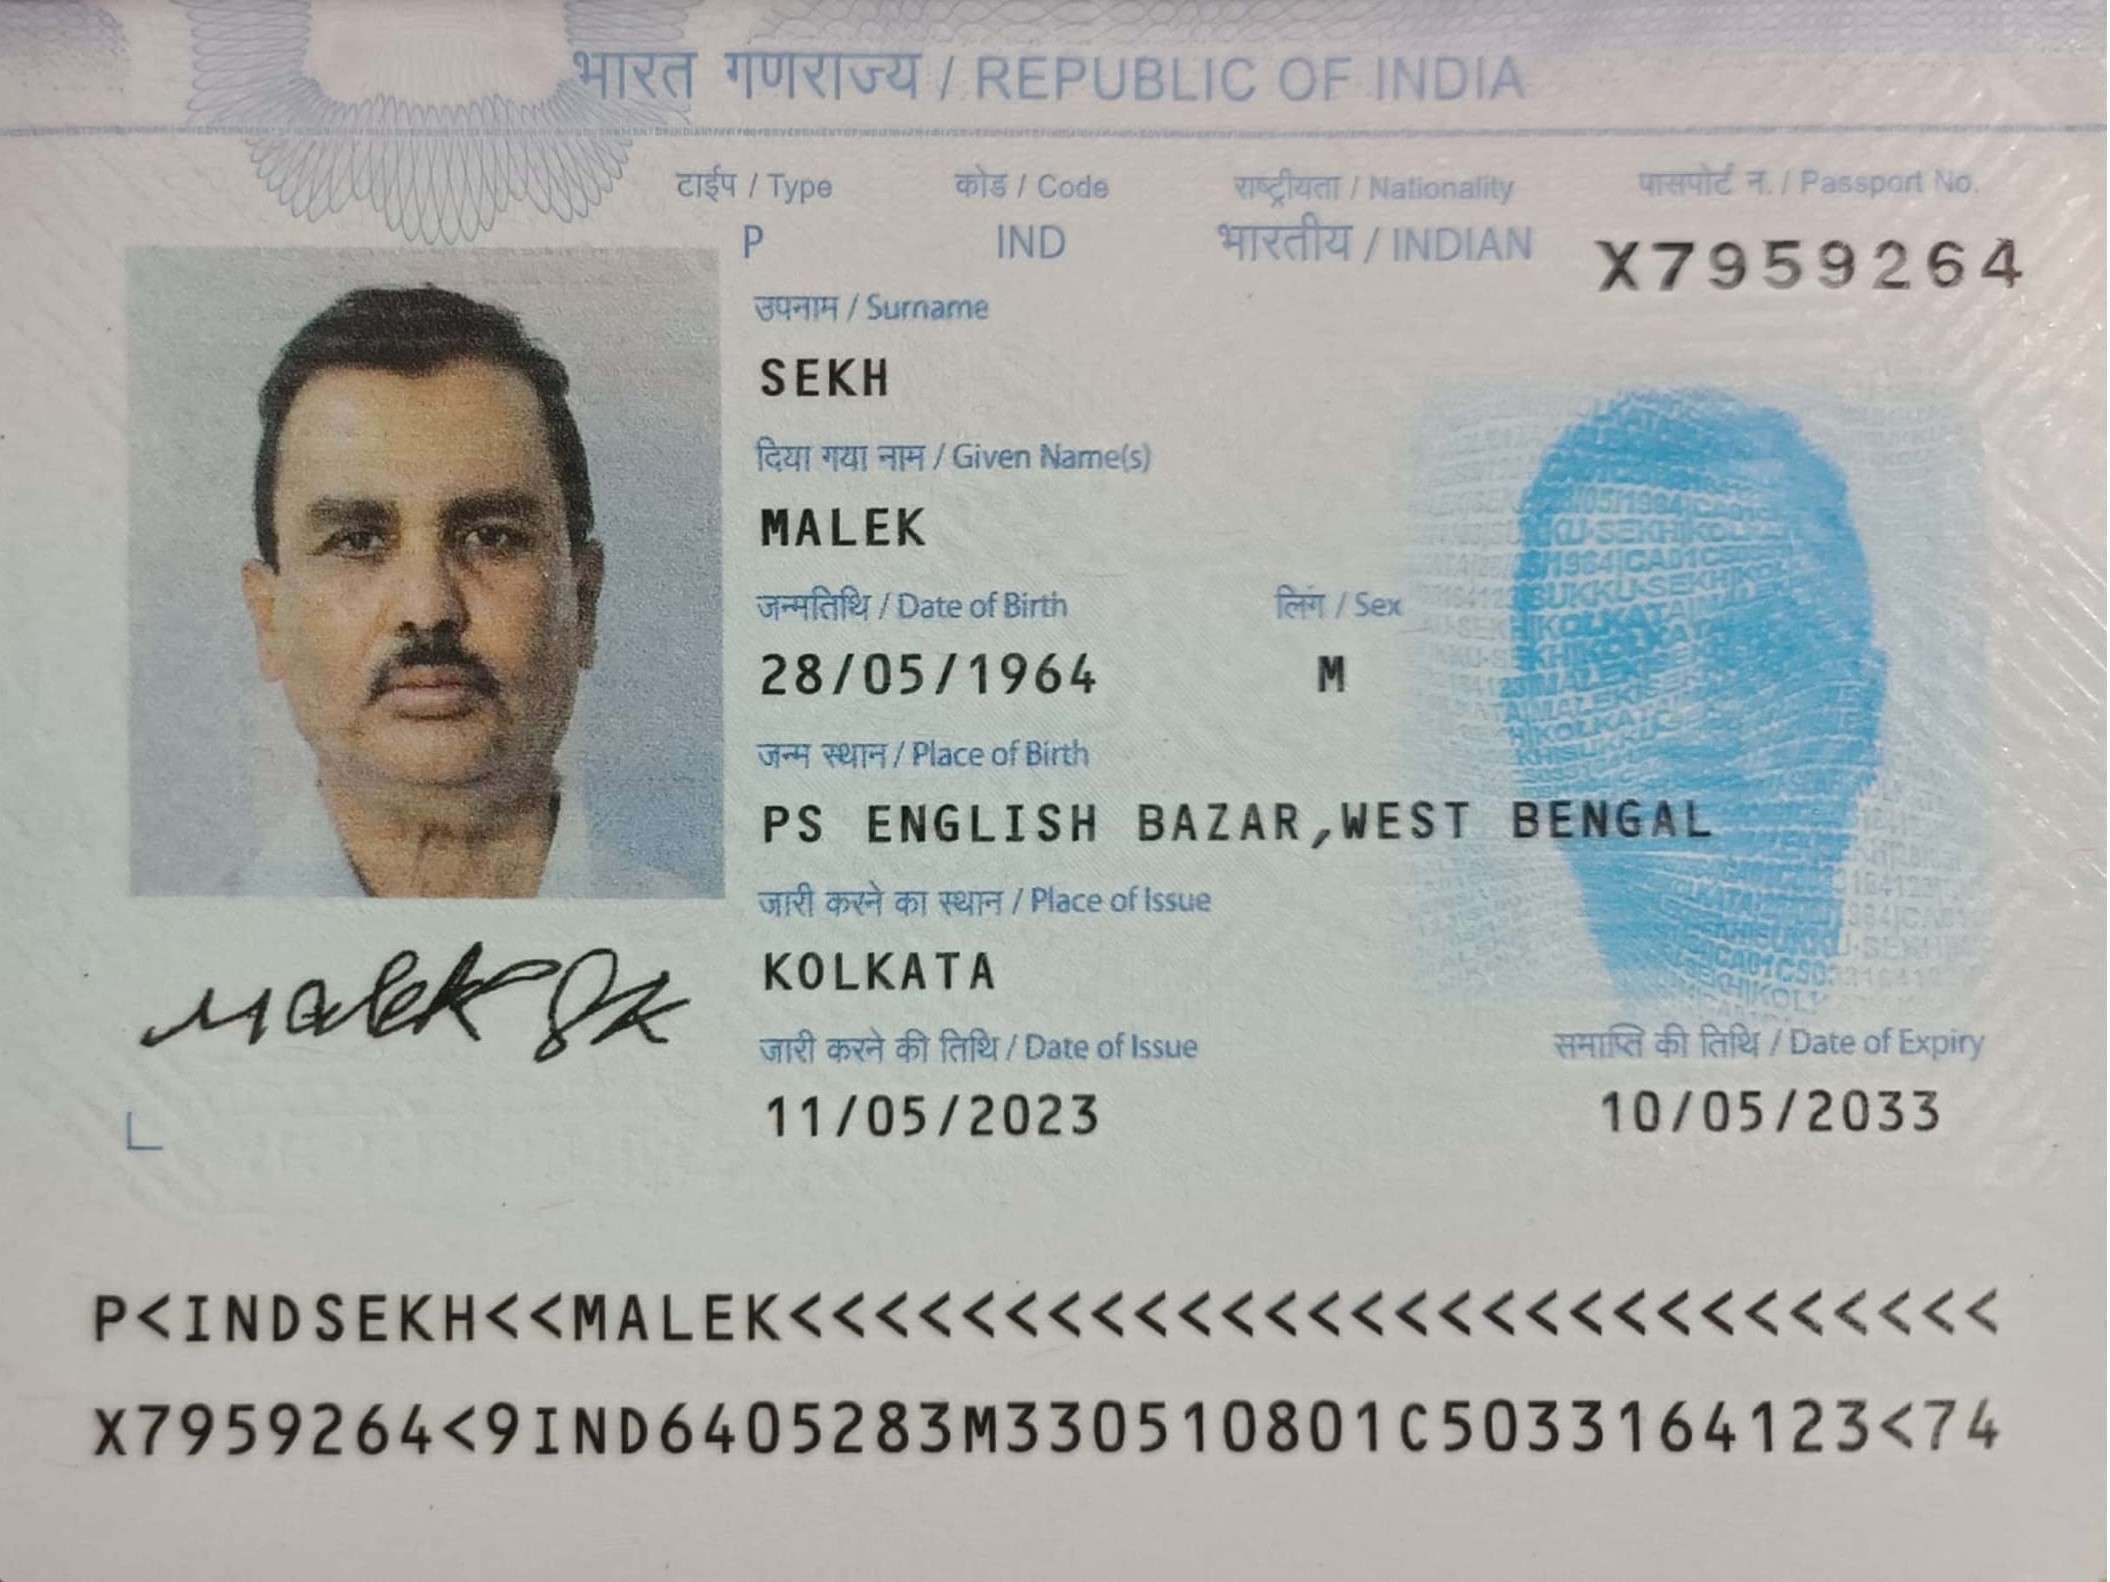 भारत गणराज्य / REPUBLIC OF INDIA
टाईप / Type कोड / Code राष्ट्रीयता / Nationality पासपोर्ट न. / Passport No.
P IND भारतीय / INDIAN X7959264
उपनाम / Surname
SEKH
दिया गया नाम / Given Name(s)
MALEK
जन्मतिथि / Date of Birth लिंग / Sex
28/05/1964 M
जन्म स्थान / Place of Birth
PS ENGLISH BAZAR,WEST BENGAL
जारी करने का स्थान / Place of Issue
KOLKATA
Malek Sk
जारी करने की तिथि / Date of Issue समाप्ति की तिथि / Date of Expiry
11/05/2023 10/05/2033
P<INDSEKH<<MALEK<<<<<<<<<<<<<<<<<<<<<<<<<<<<
X7959264<9IND6405283M330510801C5033164123<74